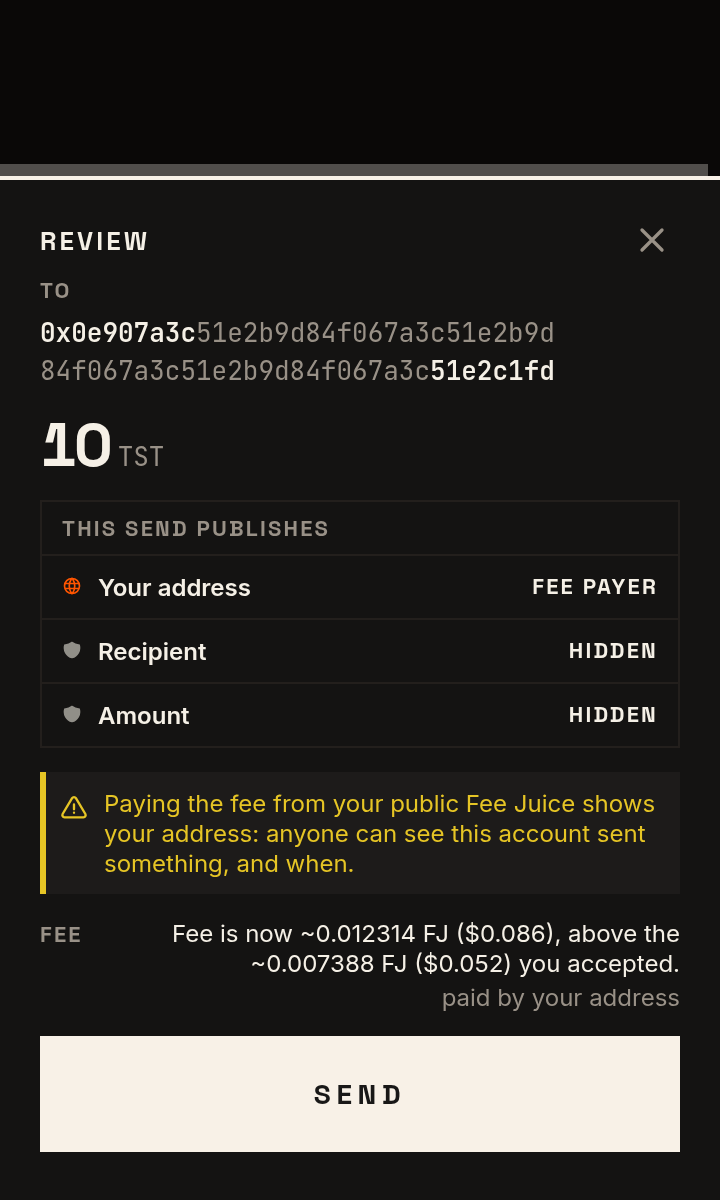 REVIEW
TO
0x0e907a3c51e2b9d84f067a3c51e2b9d
84f067a3c51e2b9d84f067a3c51e2c1fd
10 TST
THIS SEND PUBLISHES
Your address FEE PAYER
Recipient HIDDEN
Amount HIDDEN
Paying the fee from your public Fee Juice shows
your address: anyone can see this account sent
something, and when.
FEE Fee is now ~0.012314 FJ ($0.086), above the
~0.007388 FJ ($0.052) you accepted.
paid by your address
SEND